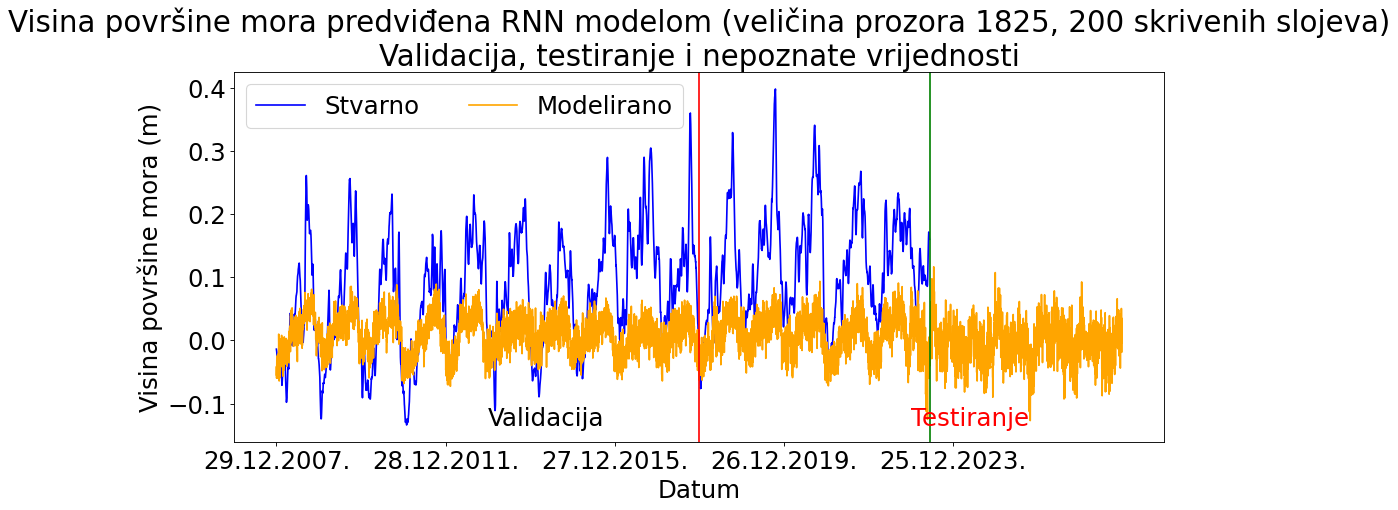 Visina površine mora predviđena RNN modelom (veličina prozora 1825, 200 skrivenih slojeva)
Validacija, testiranje i nepoznate vrijednosti
Stvarno
Modelirano
Visina površine mora (m)
0.4
0.3
0.2
0.1
0.0
−0.1
Validacija
Testiranje
29.12.2007.
28.12.2011.
27.12.2015.
26.12.2019.
25.12.2023.
Datum